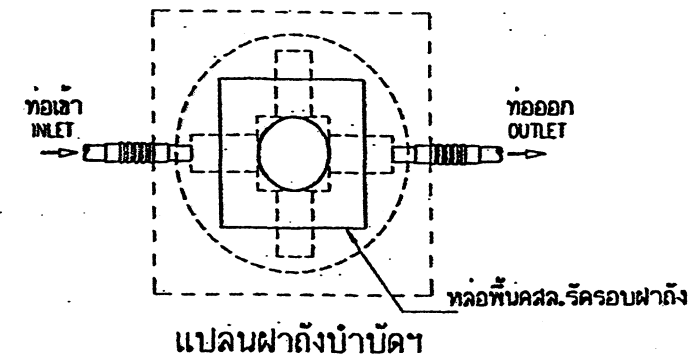 ท่อเข้า
INLET
ท่อออก
OUTLET
หล่อพื้นคสล.รัดรอบฝาถัง
แปลนฝาถังบำบัดฯ